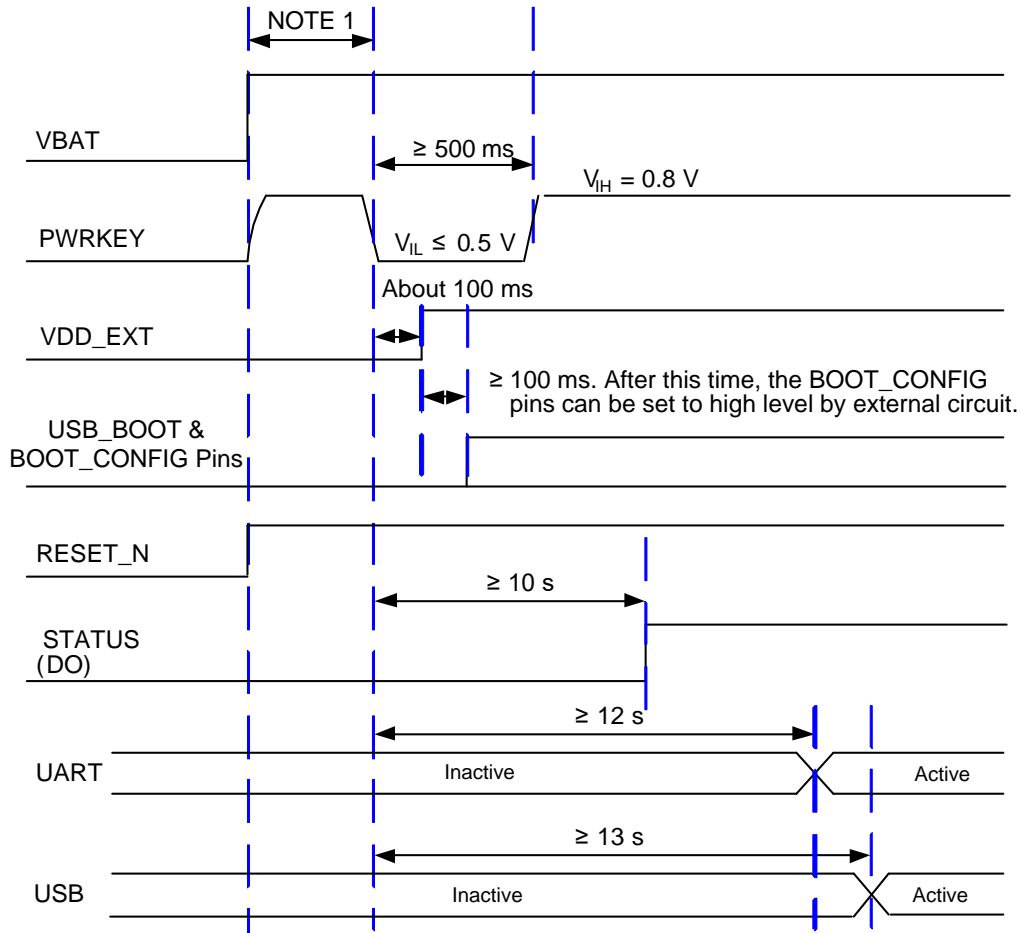 NOTE 1
VBAT
≥ 500 ms
V_IH = 0.8 V
PWRKEY
V_IL ≤ 0.5 V
About 100 ms
VDD_EXT
≥ 100 ms. After this time, the BOOT_CONFIG
pins can be set to high level by external circuit.
USB_BOOT &
BOOT_CONFIG Pins
RESET_N
≥ 10 s
STATUS
(DO)
≥ 12 s
UART
Inactive
Active
≥ 13 s
USB
Inactive
Active